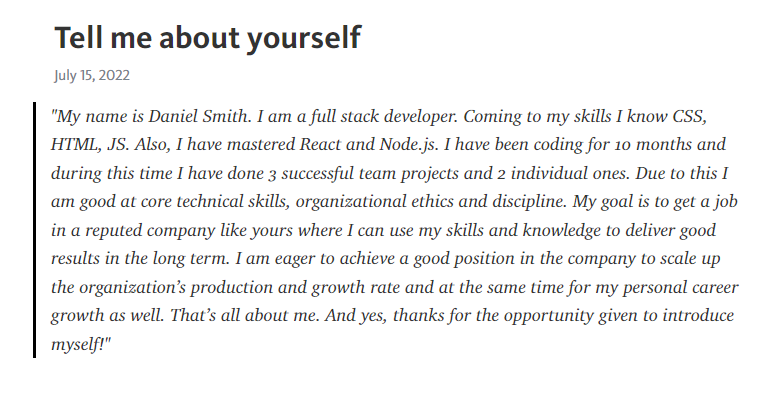 Tell me about yourself
July 15, 2022
"My name is Daniel Smith. I am a full stack developer. Coming to my skills I know CSS,
HTML, JS. Also, I have mastered React and Node.js. I have been coding for 10 months and
during this time I have done 3 successful team projects and 2 individual ones. Due to this I
am good at core technical skills, organizational ethics and discipline. My goal is to get a job
in a reputed company like yours where I can use my skills and knowledge to deliver good
results in the long term. I am eager to achieve a good position in the company to scale up
the organization’s production and growth rate and at the same time for my personal career
growth as well. That’s all about me. And yes, thanks for the opportunity given to introduce
myself!"